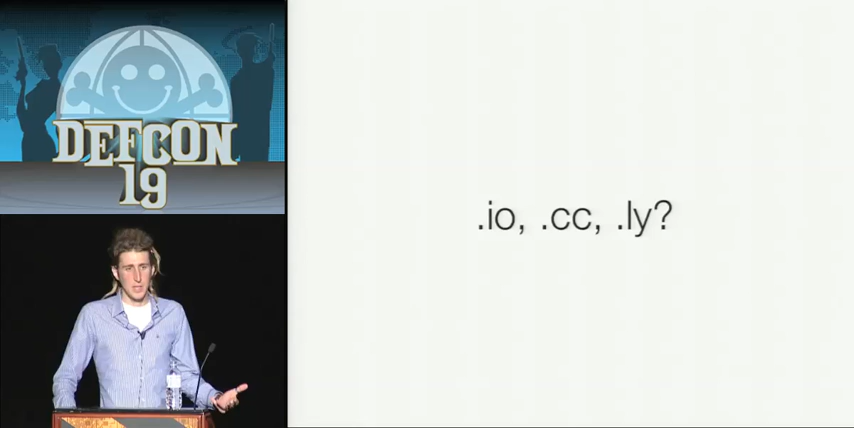 DEFCON
19
.io, .cc, .ly?